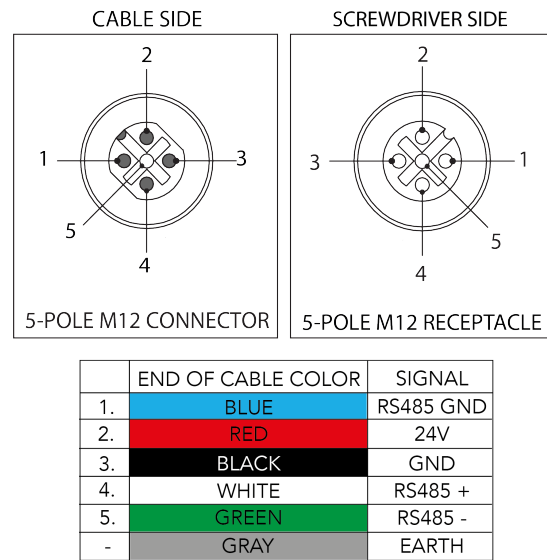 CABLE SIDE
2
1
3
5
4
5-POLE M12 CONNECTOR
SCREWDRIVER SIDE
2
3
1
5
4
5-POLE M12 RECEPTACLE
END OF CABLE COLOR SIGNAL
1. BLUE RS485 GND
2. RED 24V
3. BLACK GND
4. WHITE RS485 +
5. GREEN RS485 -
- GRAY EARTH